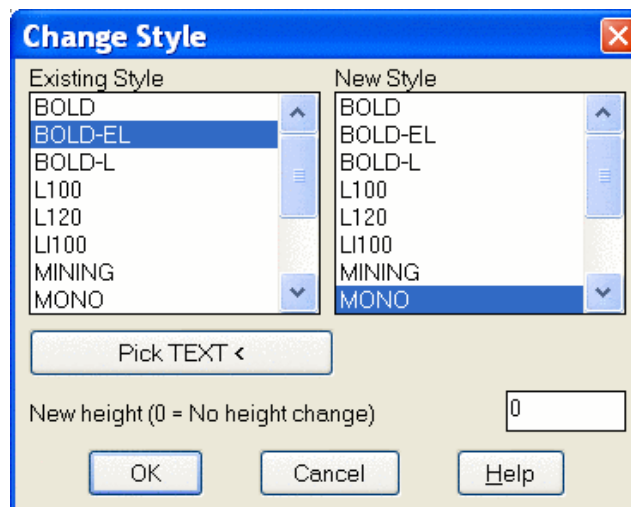 Change Style
Existing Style
BOLD
BOLD-EL
BOLD-L
L100
L120
LI100
MINING
MONO
New Style
BOLD
BOLD-EL
BOLD-L
L100
L120
LI100
MINING
MONO
Pick TEXT <
New height (0 = No height change)
0
OK
Cancel
Help